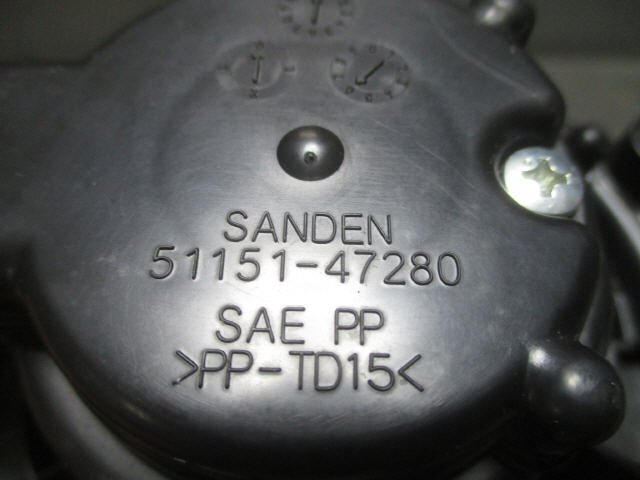 SANDEN
51151-47280
SAE PP
>PP-TD15<